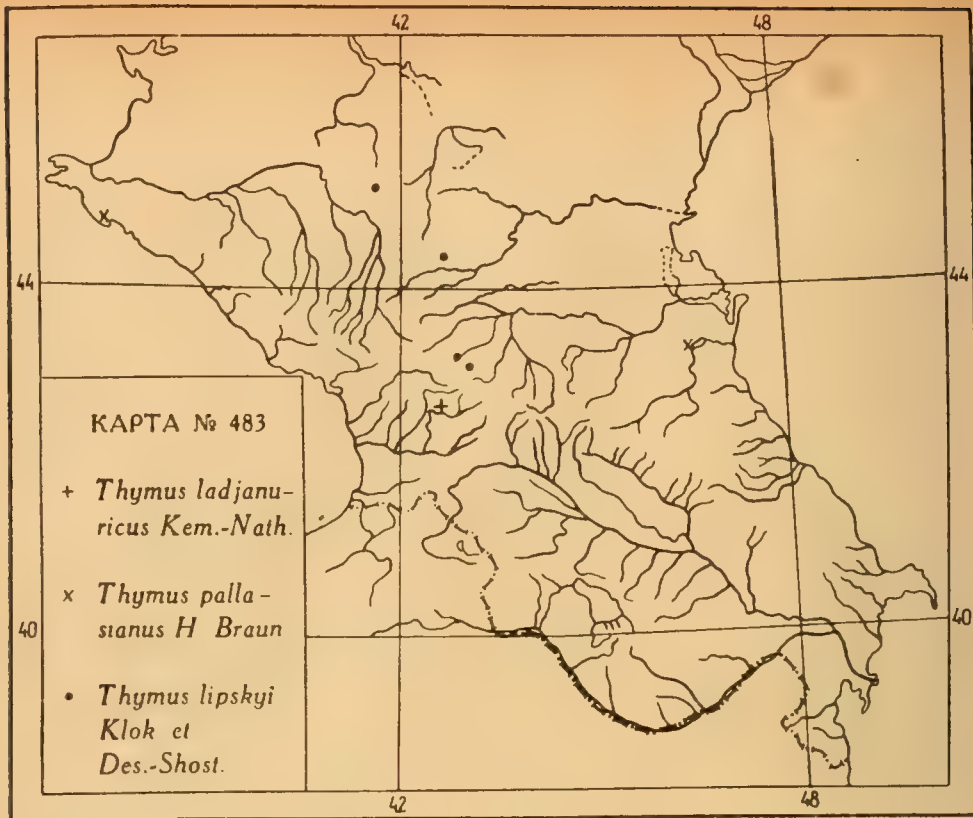 42
48
44
44
КАРТА № 483
+ Thymus ladjanu-
ricus Kem.-Nath.
× Thymus palla-
sianus H Braun
• Thymus lipskyi
Klok et
Des.-Shost.
40
40
42
48